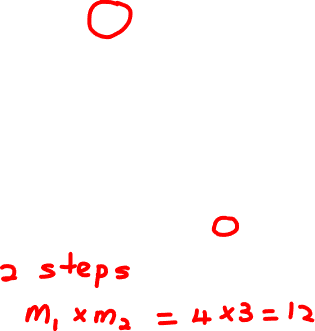 2 steps
m₁ × m₂ = 4 × 3 = 12